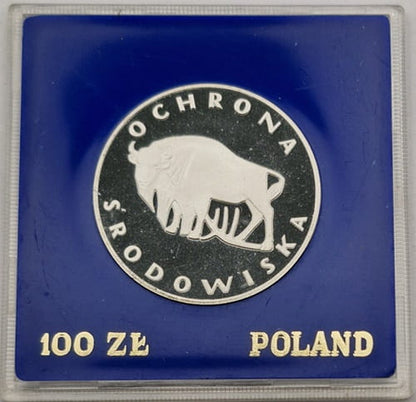 OCHRONA
ŚRODOWISKA
100 ZŁ POLAND